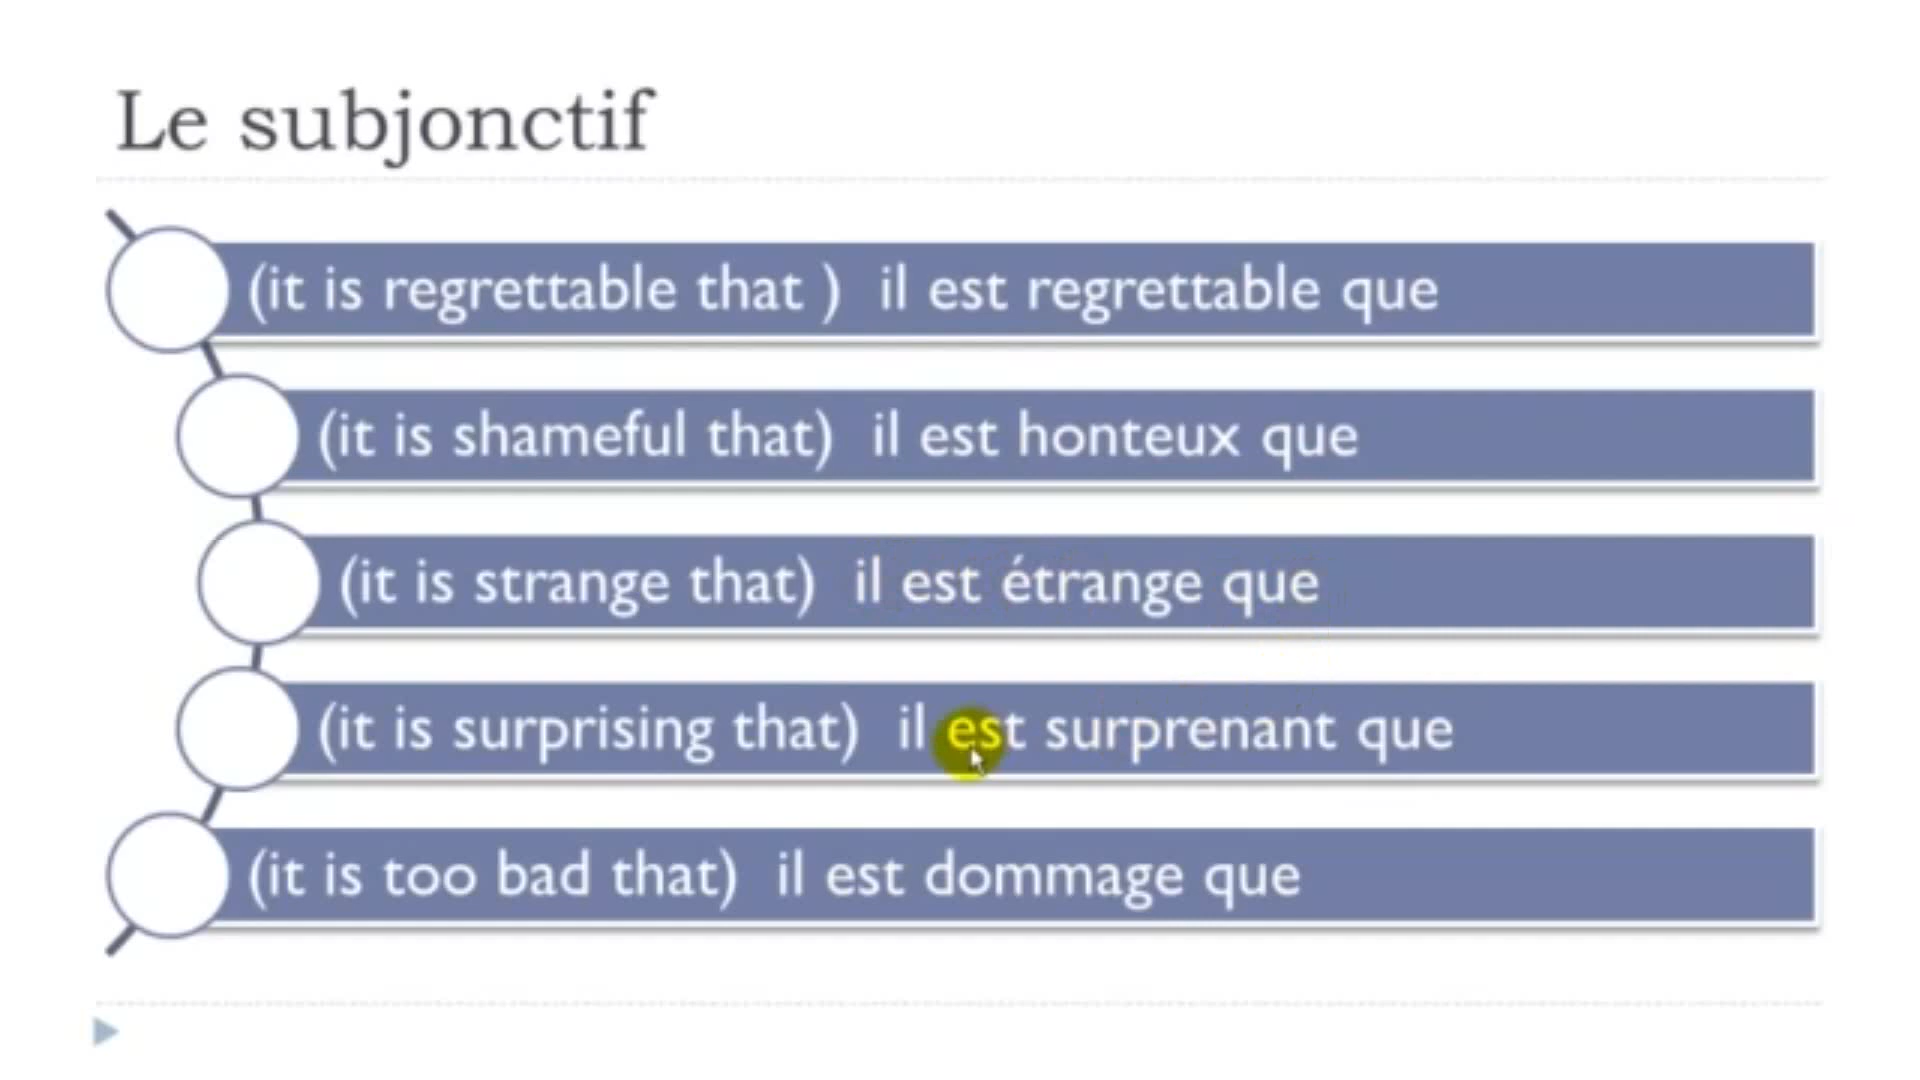 Le subjonctif
(it is regrettable that ) il est regrettable que
(it is shameful that) il est honteux que
(it is strange that) il est étrange que
(it is surprising that) il est surprenant que
(it is too bad that) il est dommage que